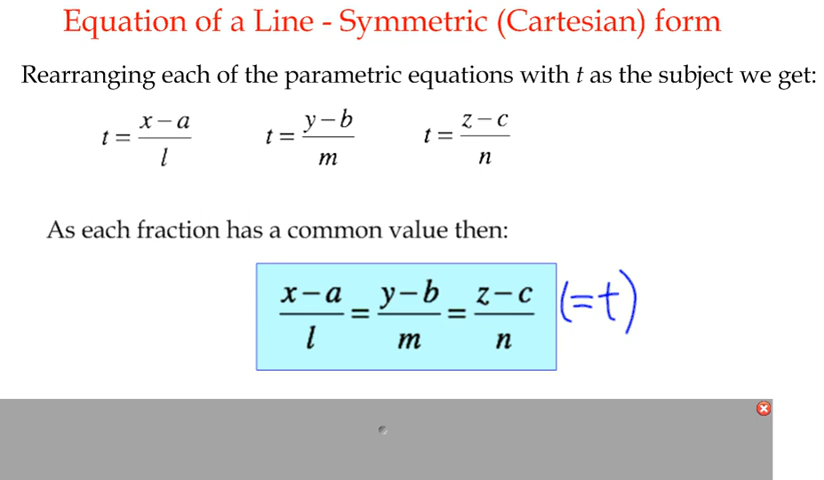 Equation of a Line - Symmetric (Cartesian) form
Rearranging each of the parametric equations with t as the subject we get:
t = (x − a)/l    t = (y − b)/m    t = (z − c)/n
As each fraction has a common value then:
(x − a)/l = (y − b)/m = (z − c)/n (=t)